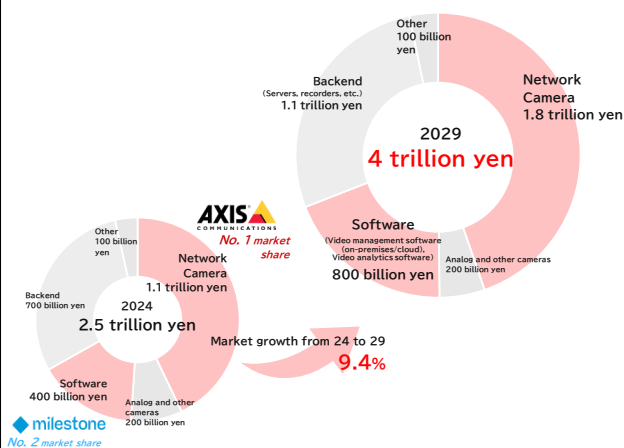 Other
100 billion
yen
Backend
(Servers, recorders, etc.)
1.1 trillion yen
Network
Camera
1.8 trillion yen
2029
4 trillion yen
Software
(Video management software
(on-premises/cloud),
Video analytics software)
800 billion yen
Analog and other cameras
200 billion yen
AXIS
COMMUNICATIONS
No. 1 market
share
Other
100 billion
yen
Network
Camera
1.1 trillion yen
Backend
700 billion yen
2024
2.5 trillion yen
Market growth from 24 to 29
9.4%
Software
400 billion yen
Analog and other
cameras
200 billion yen
milestone
No. 2 market share